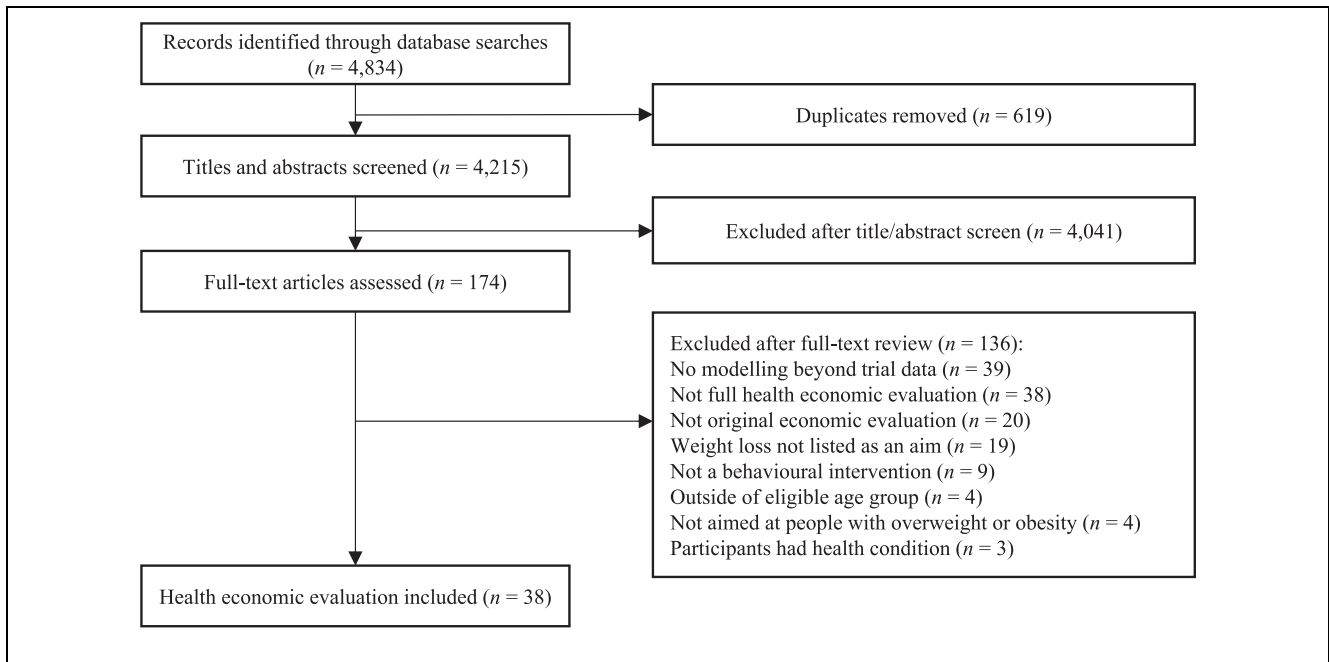 Records identified through database searches
(n = 4,834)
Duplicates removed (n = 619)
Titles and abstracts screened (n = 4,215)
Excluded after title/abstract screen (n = 4,041)
Full-text articles assessed (n = 174)
Excluded after full-text review (n = 136):
No modelling beyond trial data (n = 39)
Not full health economic evaluation (n = 38)
Not original economic evaluation (n = 20)
Weight loss not listed as an aim (n = 19)
Not a behavioural intervention (n = 9)
Outside of eligible age group (n = 4)
Not aimed at people with overweight or obesity (n = 4)
Participants had health condition (n = 3)
Health economic evaluation included (n = 38)